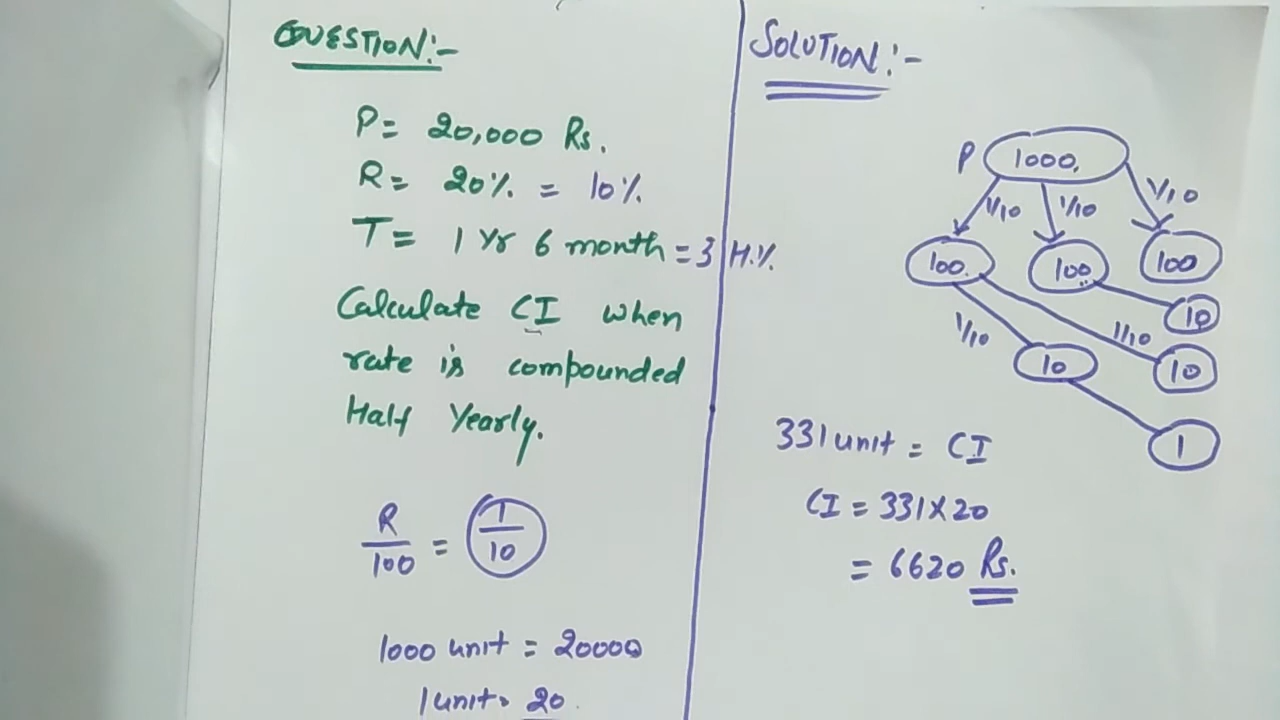 QUESTION:-
P = 20,000 Rs.
R = 20% = 10%
T = 1 Yr 6 month = 3 H.Y.
Calculate CI when
rate is compounded
Half Yearly.
R/100 = 1/10
1000 unit = 20000
1 unit = 20
SOLUTION:-
P 1000
1/10 1/10 1/10
100 100 100
10
1/10 1/10
10 10
1
331 unit = CI
CI = 331 X 20
= 6620 Rs.